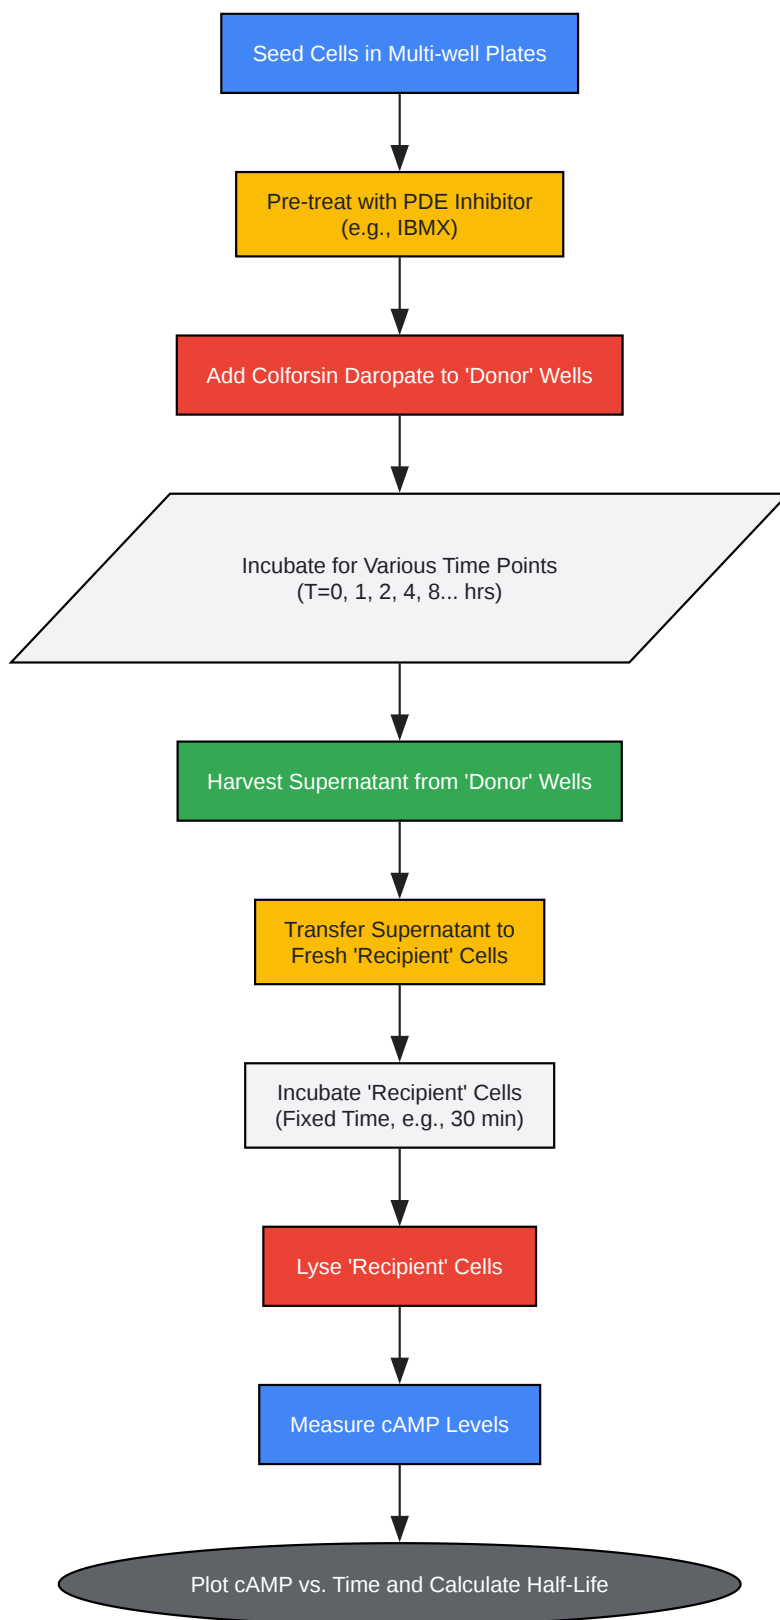 Seed Cells in Multi-well Plates
Pre-treat with PDE Inhibitor
(e.g., IBMX)
Add Colforsin Daropate to 'Donor' Wells
Incubate for Various Time Points
(T=0, 1, 2, 4, 8... hrs)
Harvest Supernatant from 'Donor' Wells
Transfer Supernatant to
Fresh 'Recipient' Cells
Incubate 'Recipient' Cells
(Fixed Time, e.g., 30 min)
Lyse 'Recipient' Cells
Measure cAMP Levels
Plot cAMP vs. Time and Calculate Half-Life